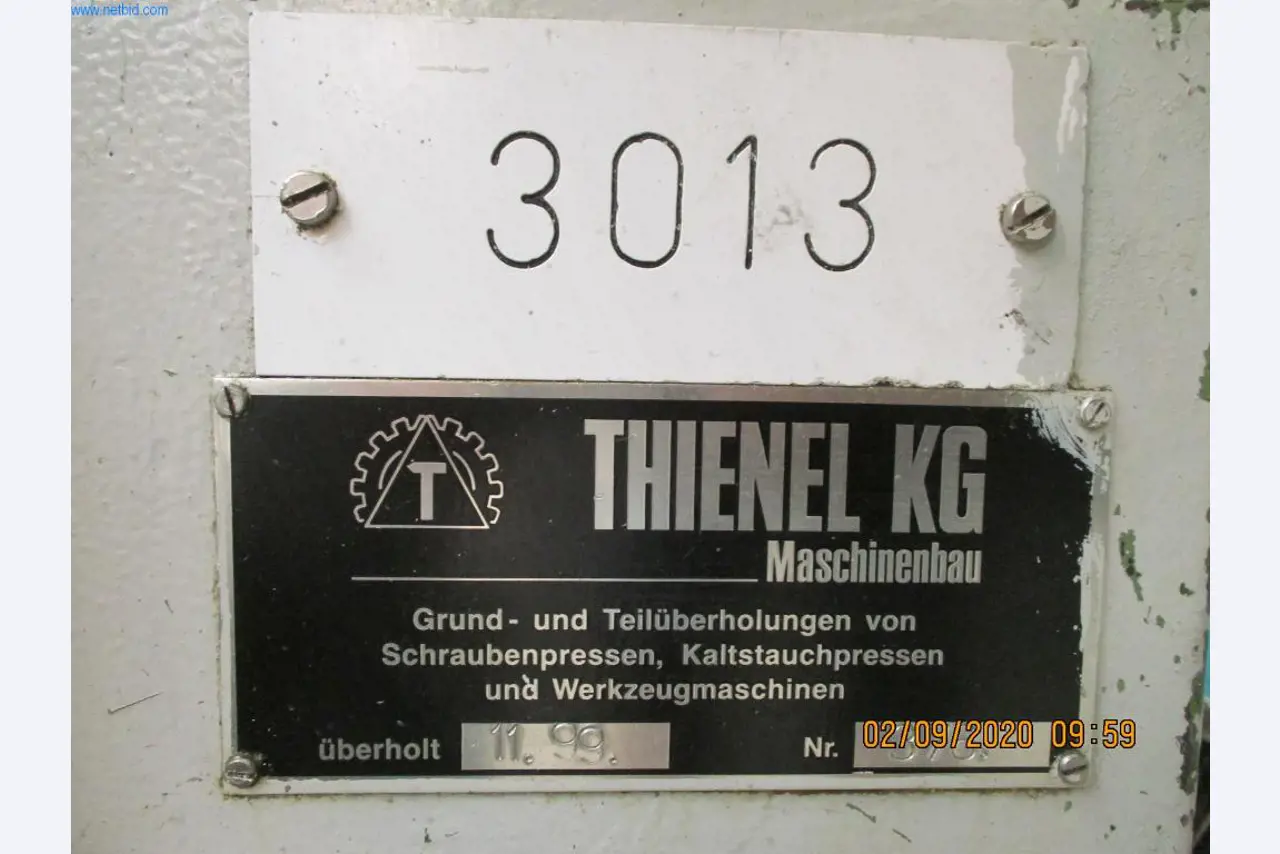 www.netbid.com
3013
T
THIENEL KG
Maschinenbau
Grund- und Teilüberholungen von
Schraubenpressen, Kaltstauchpressen
und Werkzeugmaschinen
überholt 11.99.
Nr.
02/09/2020 09:59